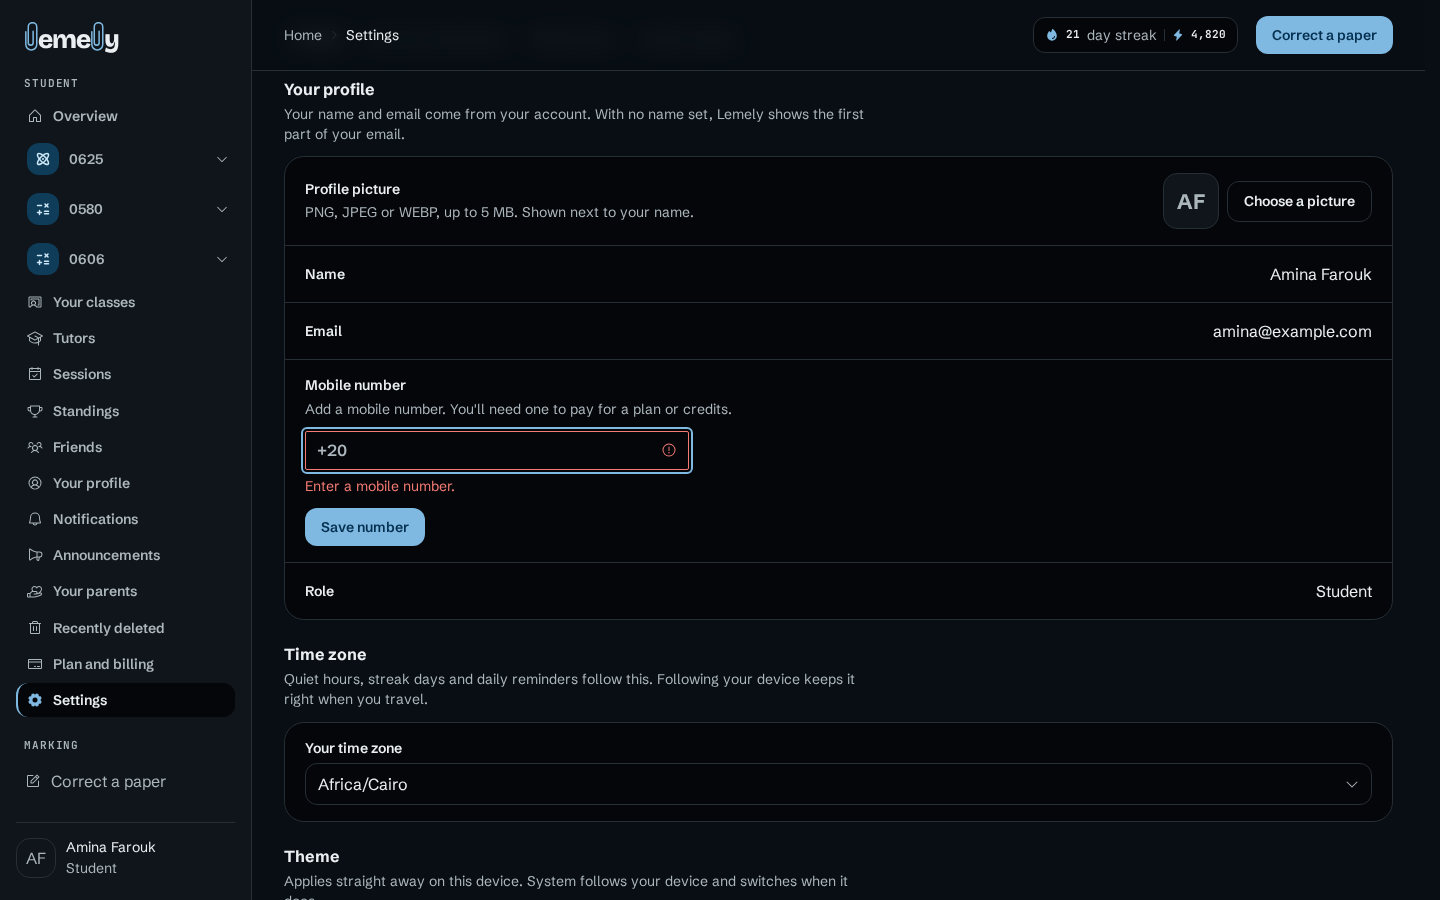 Lemely
STUDENT
Overview
0625
0580
0606
Your classes
Tutors
Sessions
Standings
Friends
Your profile
Notifications
Announcements
Your parents
Recently deleted
Plan and billing
Settings
MARKING
Correct a paper
AF
Amina Farouk
Student
Home
Settings
21 day streak
4,820
Correct a paper
Your profile
Your name and email come from your account. With no name set, Lemely shows the first
part of your email.
Profile picture
PNG, JPEG or WEBP, up to 5 MB. Shown next to your name.
AF
Choose a picture
Name
Amina Farouk
Email
amina@example.com
Mobile number
Add a mobile number. You'll need one to pay for a plan or credits.
+20
Enter a mobile number.
Save number
Role
Student
Time zone
Quiet hours, streak days and daily reminders follow this. Following your device keeps it
right when you travel.
Your time zone
Africa/Cairo
Theme
Applies straight away on this device. System follows your device and switches when it